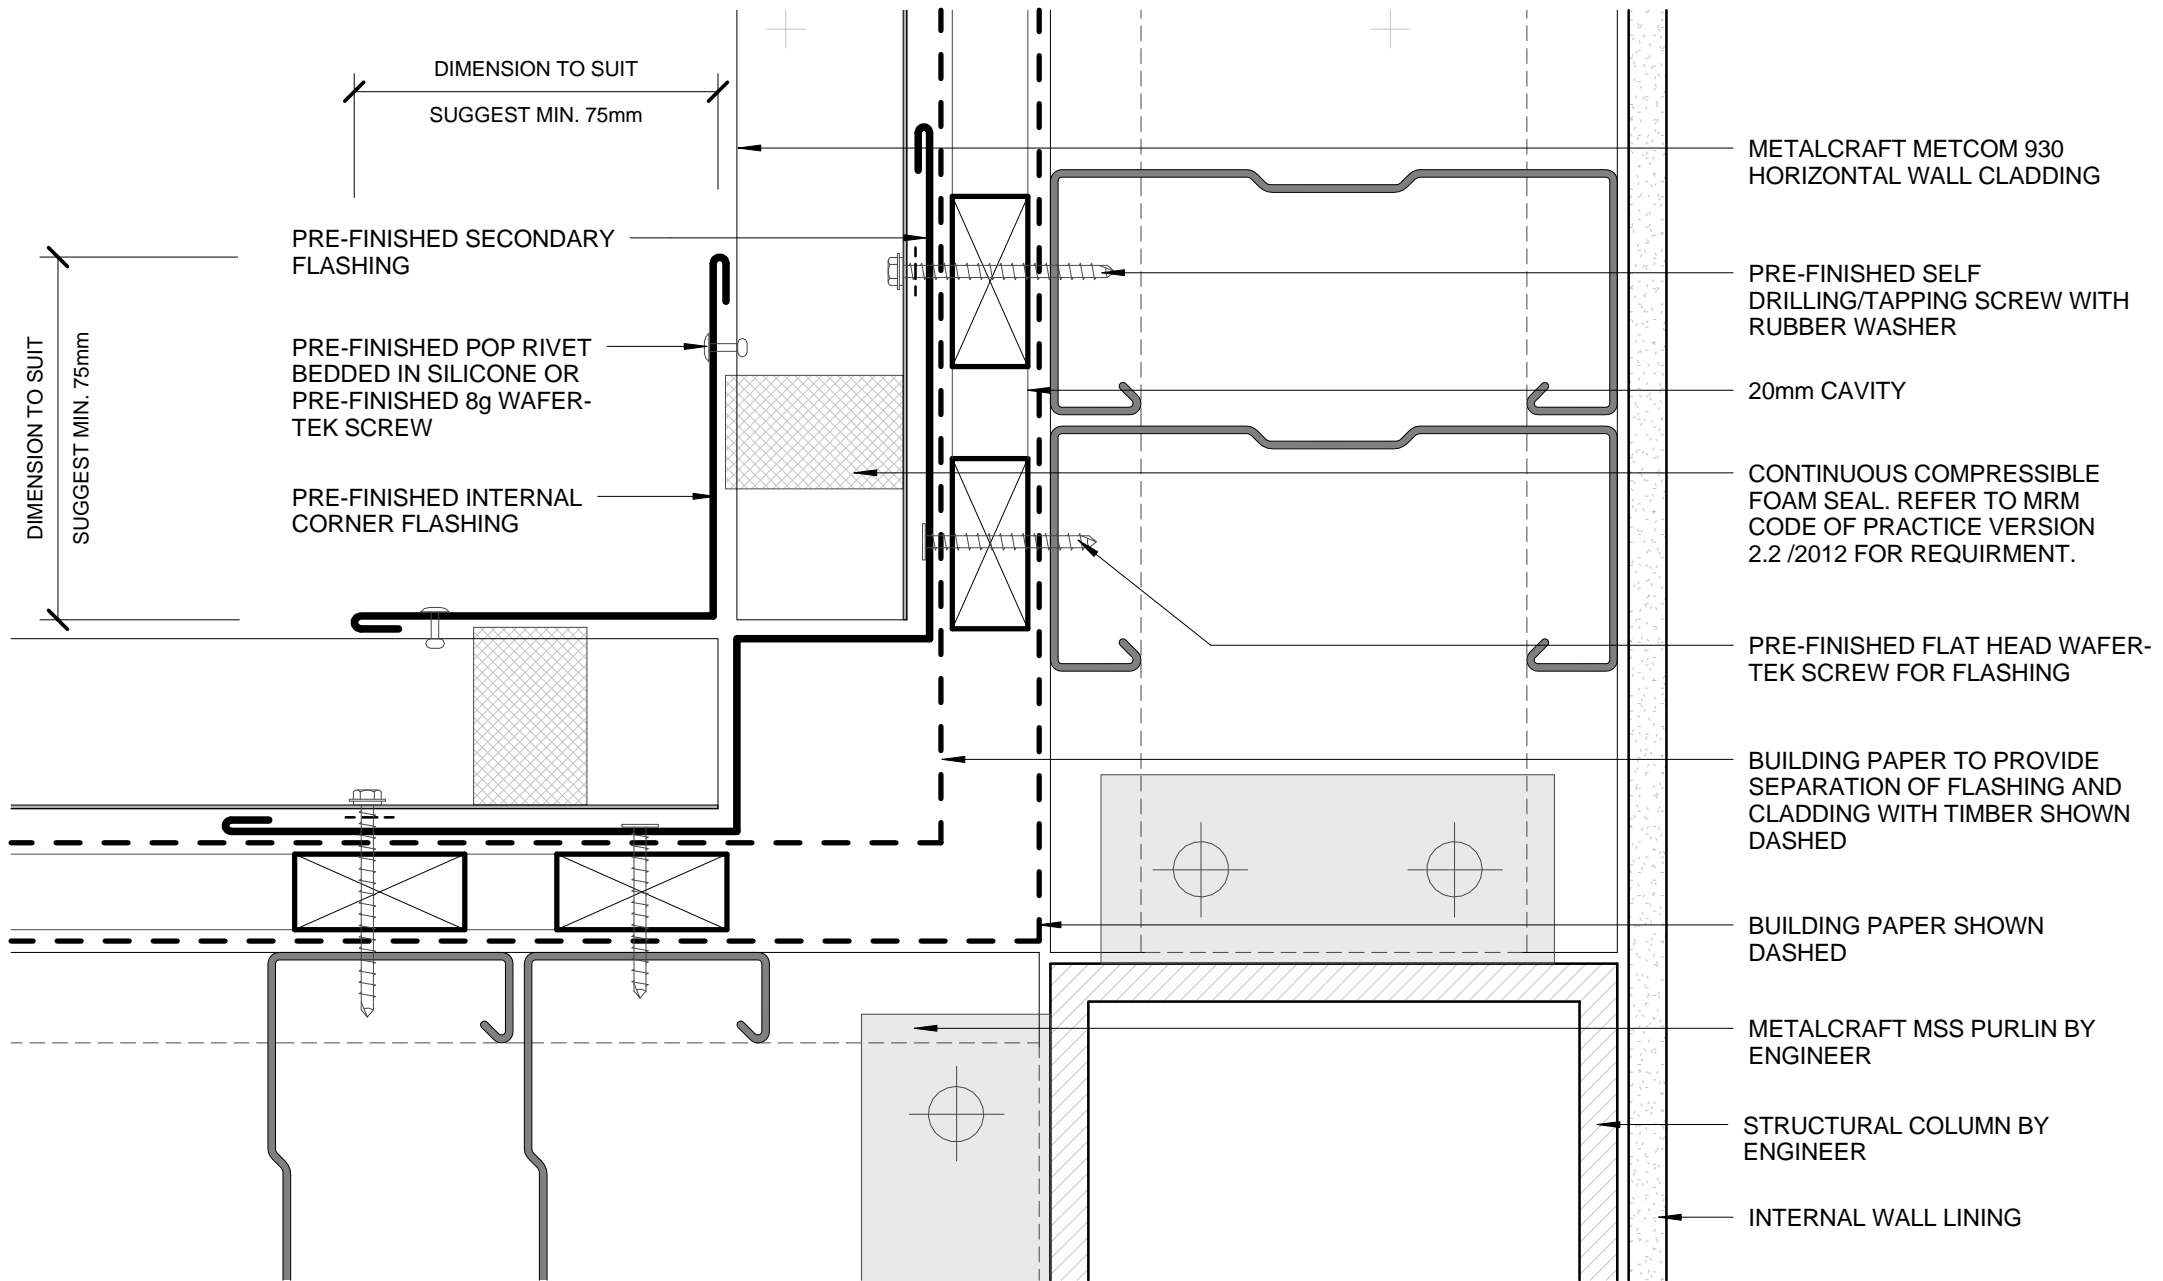 DIMENSION TO SUIT
SUGGEST MIN. 75mm
DIMENSION TO SUIT
SUGGEST MIN. 75mm
PRE-FINISHED SECONDARY
FLASHING
PRE-FINISHED POP RIVET
BEDDED IN SILICONE OR
PRE-FINISHED 8g WAFER-
TEK SCREW
PRE-FINISHED INTERNAL
CORNER FLASHING
METALCRAFT METCOM 930
HORIZONTAL WALL CLADDING
PRE-FINISHED SELF
DRILLING/TAPPING SCREW WITH
RUBBER WASHER
20mm CAVITY
CONTINUOUS COMPRESSIBLE
FOAM SEAL. REFER TO MRM
CODE OF PRACTICE VERSION
2.2 /2012 FOR REQUIRMENT.
PRE-FINISHED FLAT HEAD WAFER-
TEK SCREW FOR FLASHING
BUILDING PAPER TO PROVIDE
SEPARATION OF FLASHING AND
CLADDING WITH TIMBER SHOWN
DASHED
BUILDING PAPER SHOWN
DASHED
METALCRAFT MSS PURLIN BY
ENGINEER
STRUCTURAL COLUMN BY
ENGINEER
INTERNAL WALL LINING